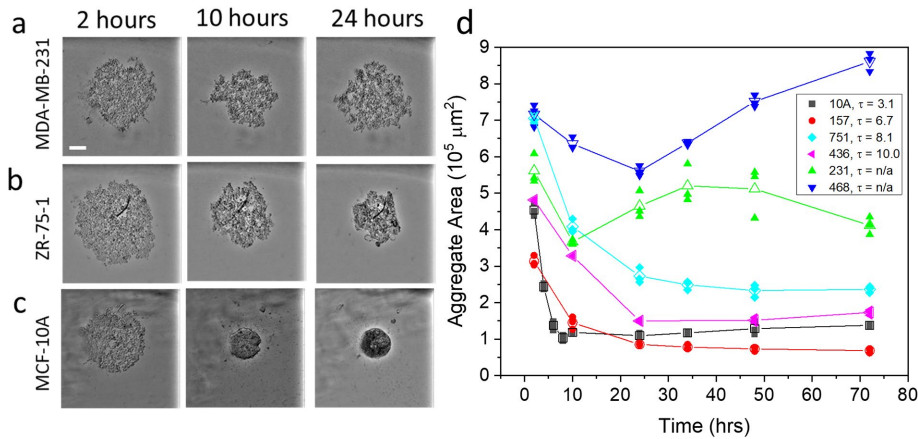 2 hours 10 hours 24 hours
a
MDA-MB-231
b
ZR-75-1
c
MCF-10A
d
9
8
7
6
5
4
3
2
1
0
Aggregate Area (10⁵ µm²)
10A, τ = 3.1
157, τ = 6.7
751, τ = 8.1
436, τ = 10.0
231, τ = n/a
468, τ = n/a
0 10 20 30 40 50 60 70 80
Time (hrs)